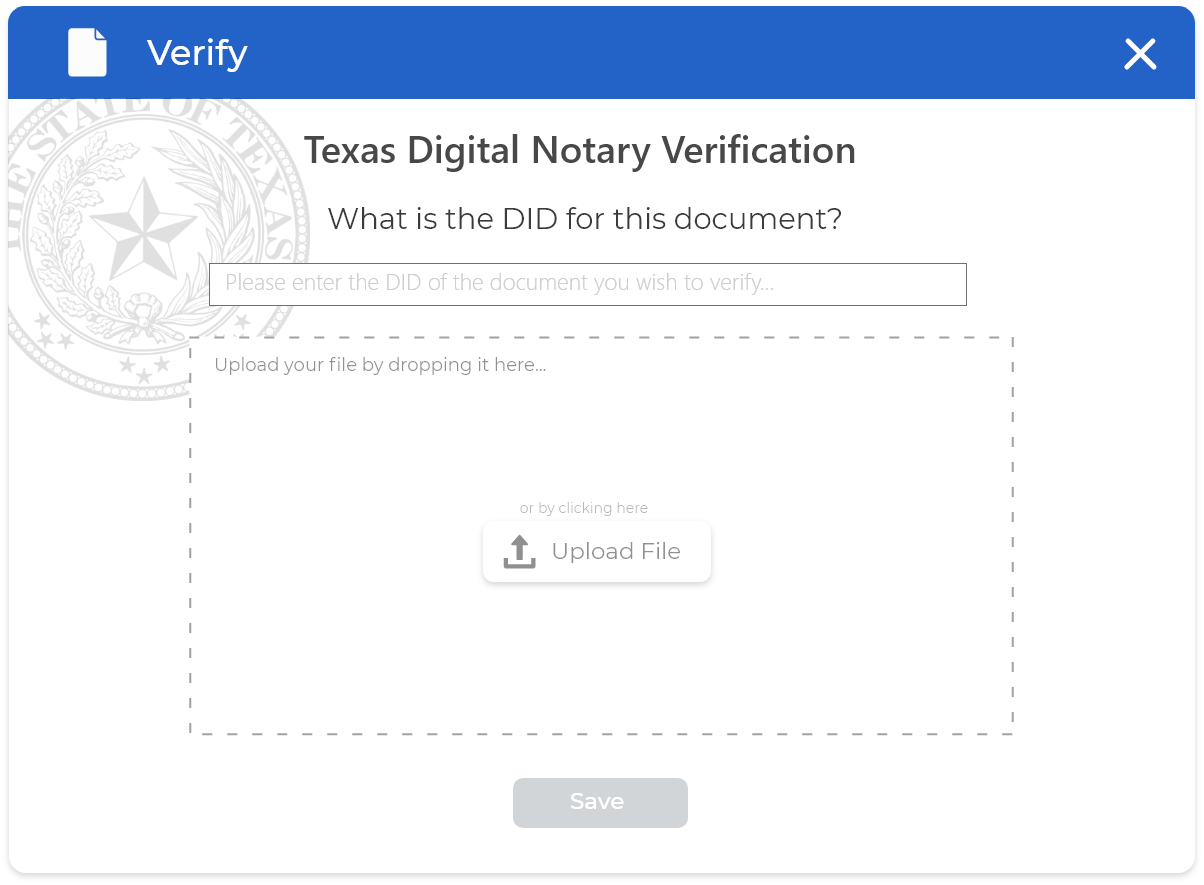 Verify
THE STATE OF TEXAS
Texas Digital Notary Verification
What is the DID for this document?
Please enter the DID of the document you wish to verify...
Upload your file by dropping it here...
or by clicking here
Upload File
Save